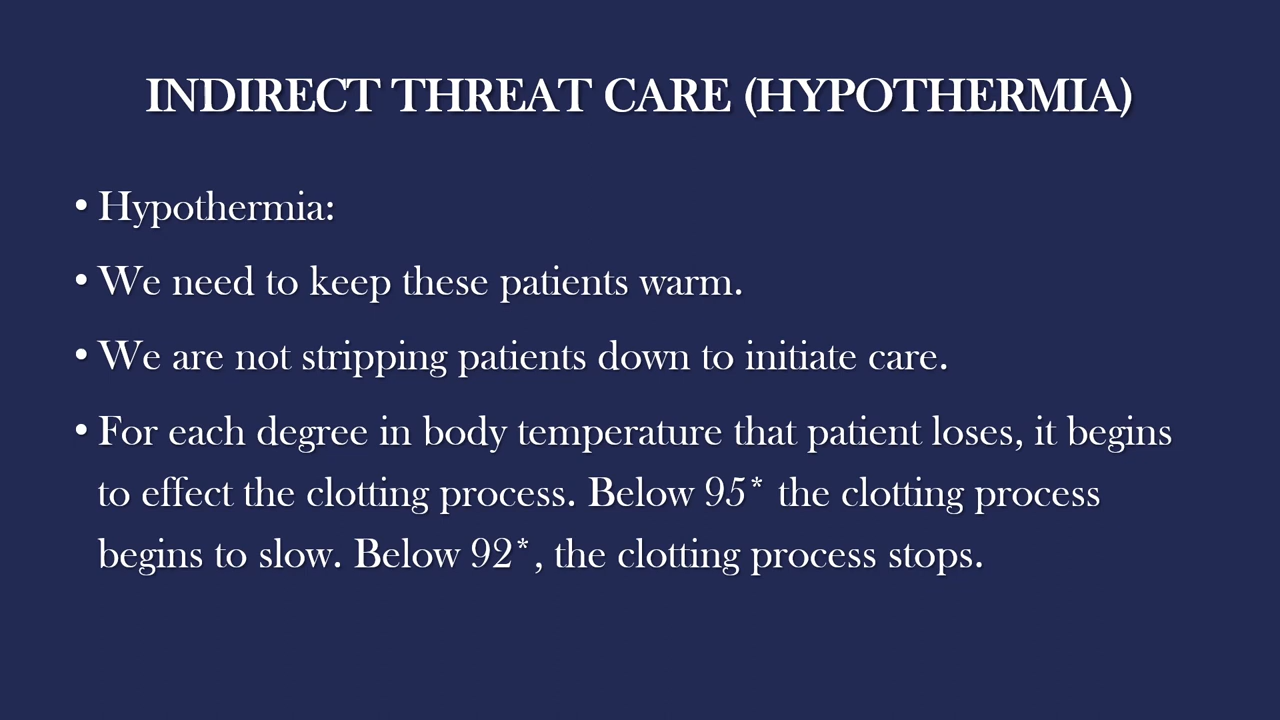 INDIRECT THREAT CARE (HYPOTHERMIA)
• Hypothermia:
• We need to keep these patients warm.
• We are not stripping patients down to initiate care.
• For each degree in body temperature that patient loses, it begins
to effect the clotting process. Below 95* the clotting process
begins to slow. Below 92*, the clotting process stops.